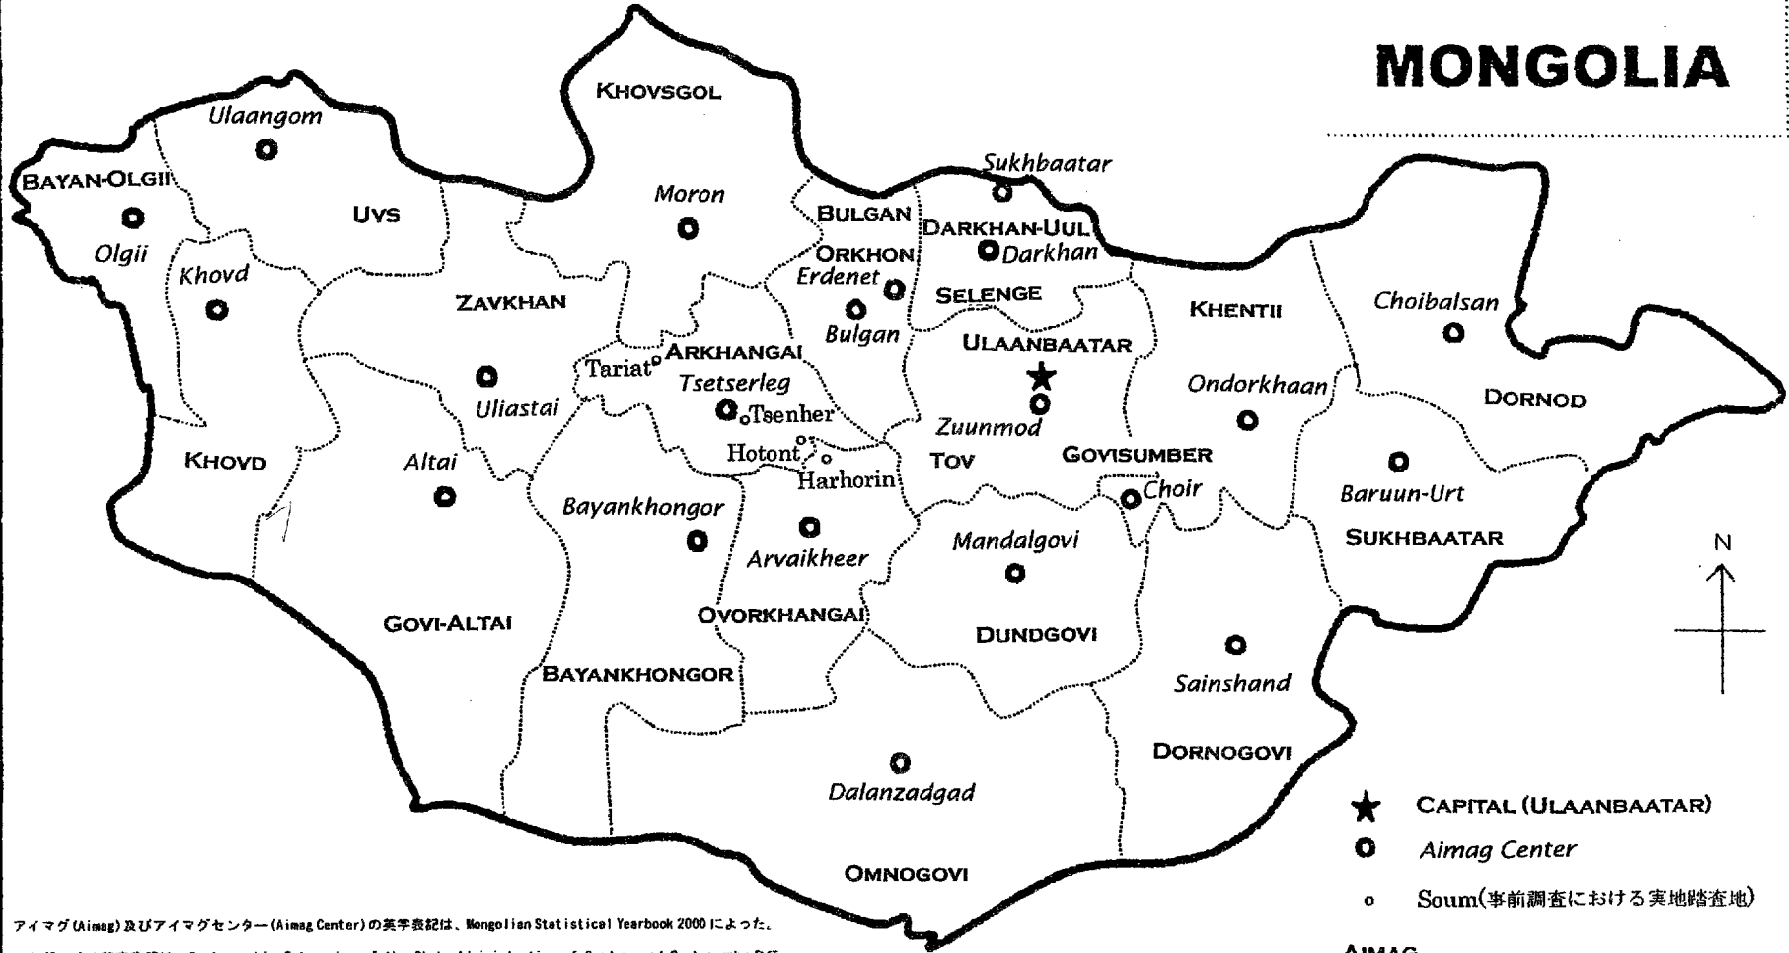 MONGOLIA
KHOVSGOL
Ulaangom
Sukhbaatar
BAYAN-OLGII
Moron
UVS
BULGAN
DARKHAN-UUL
Olgii
ORKHON
Darkhan
Khovd
Erdenet
ZAVKHAN
SELENGE
Choibalsan
KHENTII
Bulgan
ULAANBAATAR
ARKHANGAI
Tariat
Tsetserleg
Ondorkhaan
Uliastai
Tsenher
DORNOD
Zuunmod
Hotont
GOVISUMBER
TOV
KHOVD
Altai
Harhorin
Choir
Baruun-Urt
Bayankhongor
SUKHBAATAR
Mandalgovi
N
Arvaikheer
OVORKHANGAI
GOVI-ALTAI
DUNDGOVI
BAYANKHONGOR
Sainshand
DORNOGOVI
Dalanzadgad
CAPITAL (ULAANBAATAR)
Aimag Center
OMNOGOVI
Soum(事前調査における実地踏査地)
アイマグ(Aimag)及びアイマグセンター(Aimag Center)の英字表記は、Mongolian Statistical Yearbook 2000 によった。
AIMAG